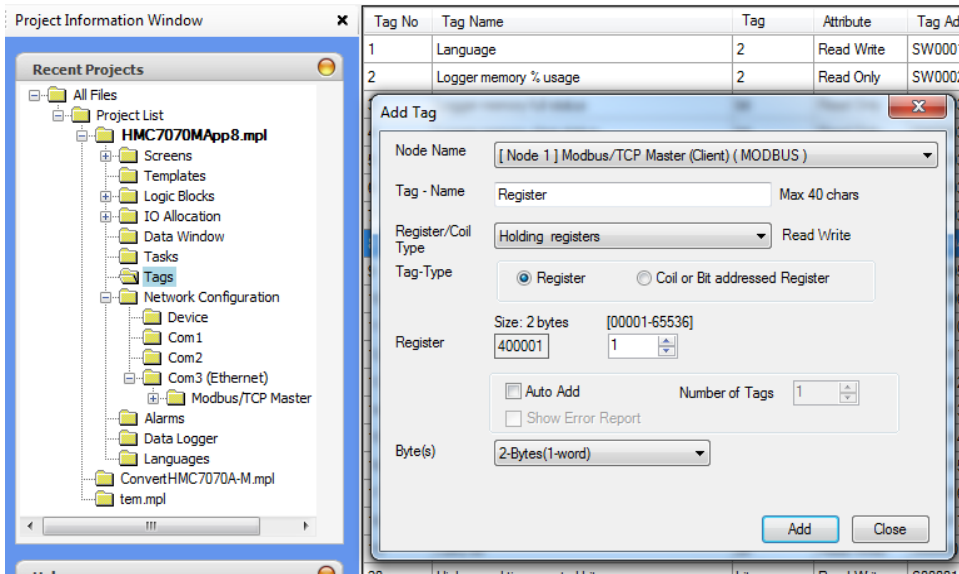 Project Information Window
Recent Projects
All Files
Project List
HMC7070MApp8.mpl
Screens
Templates
Logic Blocks
IO Allocation
Data Window
Tasks
Tags
Network Configuration
Device
Com1
Com2
Com3 (Ethernet)
Modbus/TCP Master
Alarms
Data Logger
Languages
ConvertHMC7070A-M.mpl
tem.mpl
Tag No Tag Name Tag Attribute Tag Ad
1 Language 2 Read Write SW0001
2 Logger memory % usage 2 Read Only SW0002
Add Tag
Node Name [ Node 1 ] Modbus/TCP Master (Client) ( MODBUS )
Tag - Name Register Max 40 chars
Register/Coil
Type Holding registers Read Write
Tag-Type Register Coil or Bit addressed Register
Size: 2 bytes [00001-65536]
Register 400001 1
Auto Add Number of Tags 1
Show Error Report
Byte(s) 2-Bytes(1-word)
Add Close